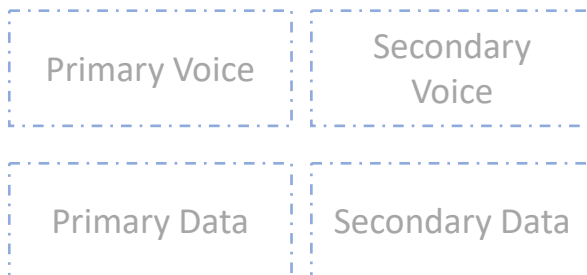 Primary Voice
Secondary
Voice
Primary Data
Secondary Data